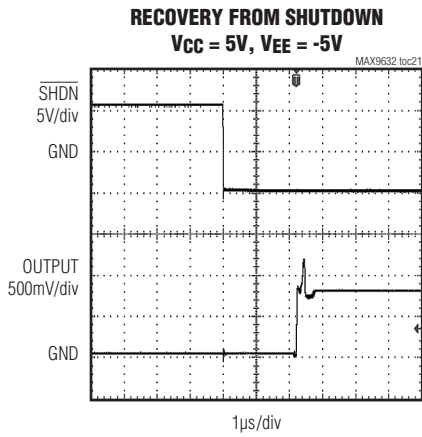 RECOVERY FROM SHUTDOWN
VCC = 5V, VEE = -5V
MAX9632 toc21
SHDN
5V/div
GND
OUTPUT
500mV/div
GND
1µs/div